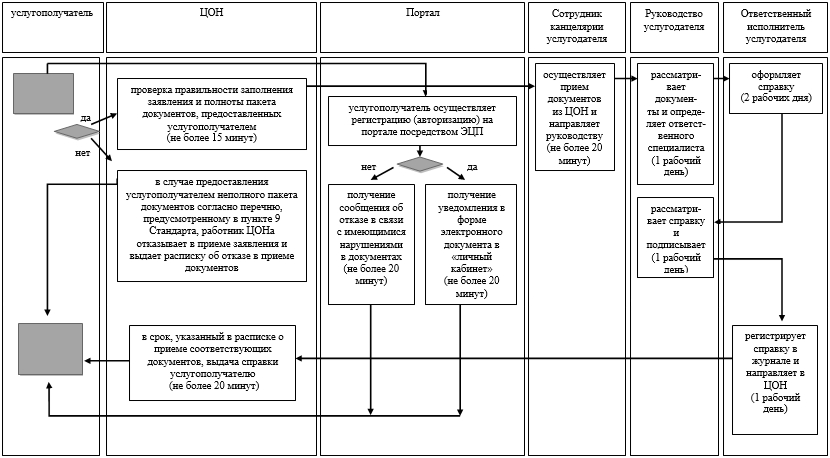 услугополучатель
ЦОН
Портал
Сотрудник
канцелярии
услугодателя
Руководство
услугодателя
Ответственный
исполнитель
услугодателя
да
нет
проверка правильности заполнения
заявления и полноты пакета
документов, предоставленных
услугополучателем
(не более 15 минут)
в случае предоставления
услугополучателем неполного пакета
документов согласно перечню,
предусмотренному в пункте 9
Стандарта, работник ЦОНа
отказывает в приеме заявления и
выдает расписку об отказе в приеме
документов
в срок, указанный в расписке о
приеме соответствующих
документов, выдача справки
услугополучателю
(не более 20 минут)
услугополучатель осуществляет
регистрацию (авторизацию) на
портале посредством ЭЦП
нет
да
получение
сообщения об
отказе в связи
с имеющимися
нарушениями
в документах
(не более 20
минут)
получение
уведомления в
форме
электронного
документа в
«личный
кабинет»
(не более 20
минут)
осуществляет
прием
документов
из ЦОН и
направляет
руководству
(не более 20
минут)
рассматри-
вает
докумен-
ты и опреде-
ляет ответст-
венного
специалиста
(1 рабочий
день)
рассматри-
вает справку
и
подписывает
(1 рабочий
день)
оформляет
справку
(2 рабочих дня)
регистрирует
справку в
журнале и
направляет в
ЦОН
(1 рабочий
день)